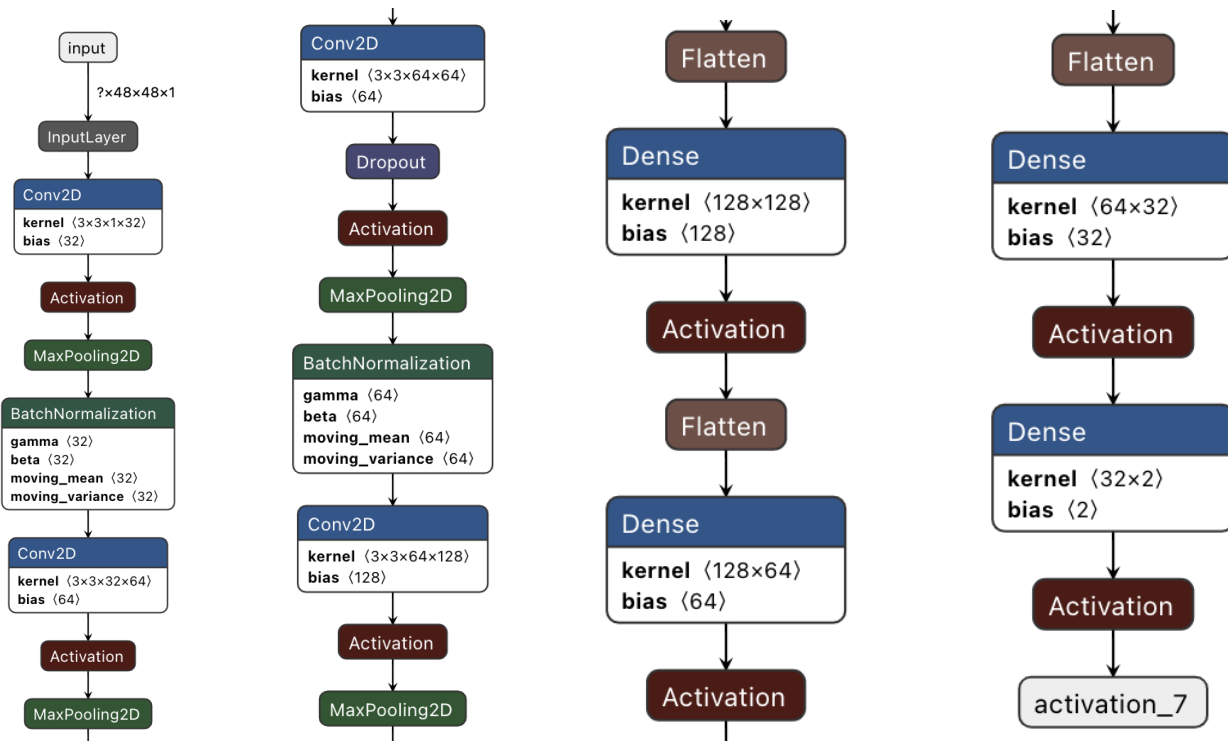 input
?×48×48×1
InputLayer
Conv2D
kernel ⟨3×3×1×32⟩
bias ⟨32⟩
Activation
MaxPooling2D
BatchNormalization
gamma ⟨32⟩
beta ⟨32⟩
moving_mean ⟨32⟩
moving_variance ⟨32⟩
Conv2D
kernel ⟨3×3×32×64⟩
bias ⟨64⟩
Activation
MaxPooling2D
Conv2D
kernel ⟨3×3×64×64⟩
bias ⟨64⟩
Dropout
Activation
MaxPooling2D
BatchNormalization
gamma ⟨64⟩
beta ⟨64⟩
moving_mean ⟨64⟩
moving_variance ⟨64⟩
Conv2D
kernel ⟨3×3×64×128⟩
bias ⟨128⟩
Activation
MaxPooling2D
Flatten
Dense
kernel ⟨128×128⟩
bias ⟨128⟩
Activation
Flatten
Dense
kernel ⟨128×64⟩
bias ⟨64⟩
Activation
Flatten
Dense
kernel ⟨64×32⟩
bias ⟨32⟩
Activation
Dense
kernel ⟨32×2⟩
bias ⟨2⟩
Activation
activation_7